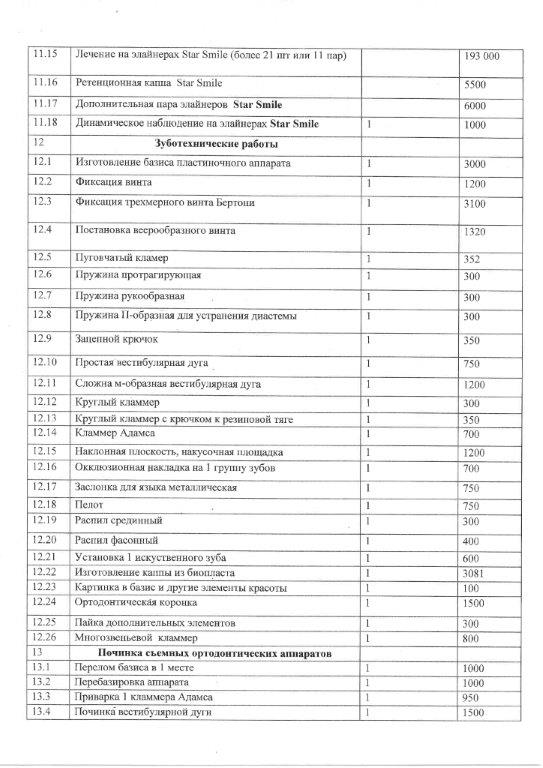 11.15 Лечение на элайнерах Star Smile (более 21 шт или 11 пар) 193 000
11.16 Ретенционная каппа Star Smile 5500
11.17 Дополнительная пара элайнеров Star Smile 6000
11.18 Динамическое наблюдение на элайнерах Star Smile 1 1000
12 Зуботехнические работы
12.1 Изготовление базиса пластиночного аппарата 1 3000
12.2 Фиксация винта 1 1200
12.3 Фиксация трехмерного винта Бертони 1 3100
12.4 Постановка веерообразного винта 1 1320
12.5 Пуговчатый кламер 1 352
12.6 Пружина протрагирующая 1 300
12.7 Пружина рукообразная 1 300
12.8 Пружина П-образная для устранения диастемы 1 300
12.9 Зацепной крючок 1 350
12.10 Простая вестибулярная дуга 1 750
12.11 Сложна м-образная вестибулярная дуга 1 1200
12.12 Круглый кламмер 1 300
12.13 Круглый кламмер с крючком к резиновой тяге 1 350
12.14 Кламмер Адамса 1 700
12.15 Наклонная плоскость, накусочная площадка 1 1200
12.16 Окклюзионная накладка на 1 группу зубов 1 700
12.17 Заслонка для языка металлическая 1 750
12.18 Пелот 1 750
12.19 Распил срединный 1 300
12.20 Распил фасонный 1 400
12.21 Установка 1 искуственного зуба 1 600
12.22 Изготовление каппы из биопласта 1 3081
12.23 Картинка в базис и другие элементы красоты 1 100
12.24 Ортодонтическая коронка 1 1500
12.25 Пайка дополнительных элементов 1 300
12.26 Многозвеньевой кламмер 1 800
13 Починка съемных ортодонтических аппаратов
13.1 Перелом базиса в 1 месте 1 1000
13.2 Перебазировка аппарата 1 1000
13.3 Приварка 1 кламмера Адамса 1 950
13.4 Починка вестибулярной дуги 1 1500